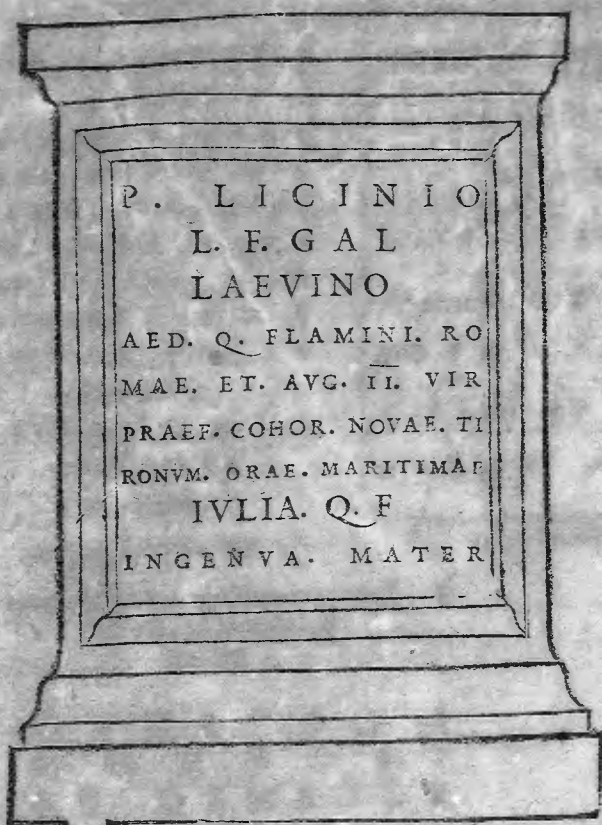 P. LICINIO
L. F. GAL
LAEVINO
AED. Q. FLAMINI. RO
MAE. ET. AVG. II. VIR
PRAEF. COHOR. NOVAE. TI
RONVM. ORAE. MARITIMAE
IVLIA. Q. F
INGENVA. MATER